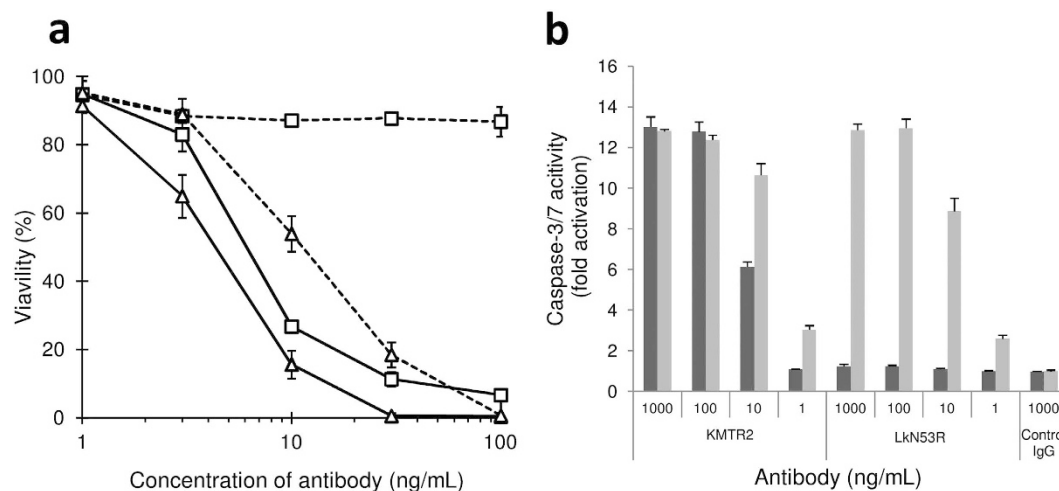 a
100
80
60
40
20
0
Viavility (%)
1
10
100
Concentration of antibody (ng/mL)
b
16
14
12
10
8
6
4
2
0
Caspase-3/7 acitivity
(fold activation)
1000 100 10 1 1000 100 10 1 1000
KMTR2 LkN53R Contro
IgG
Antibody (ng/mL)